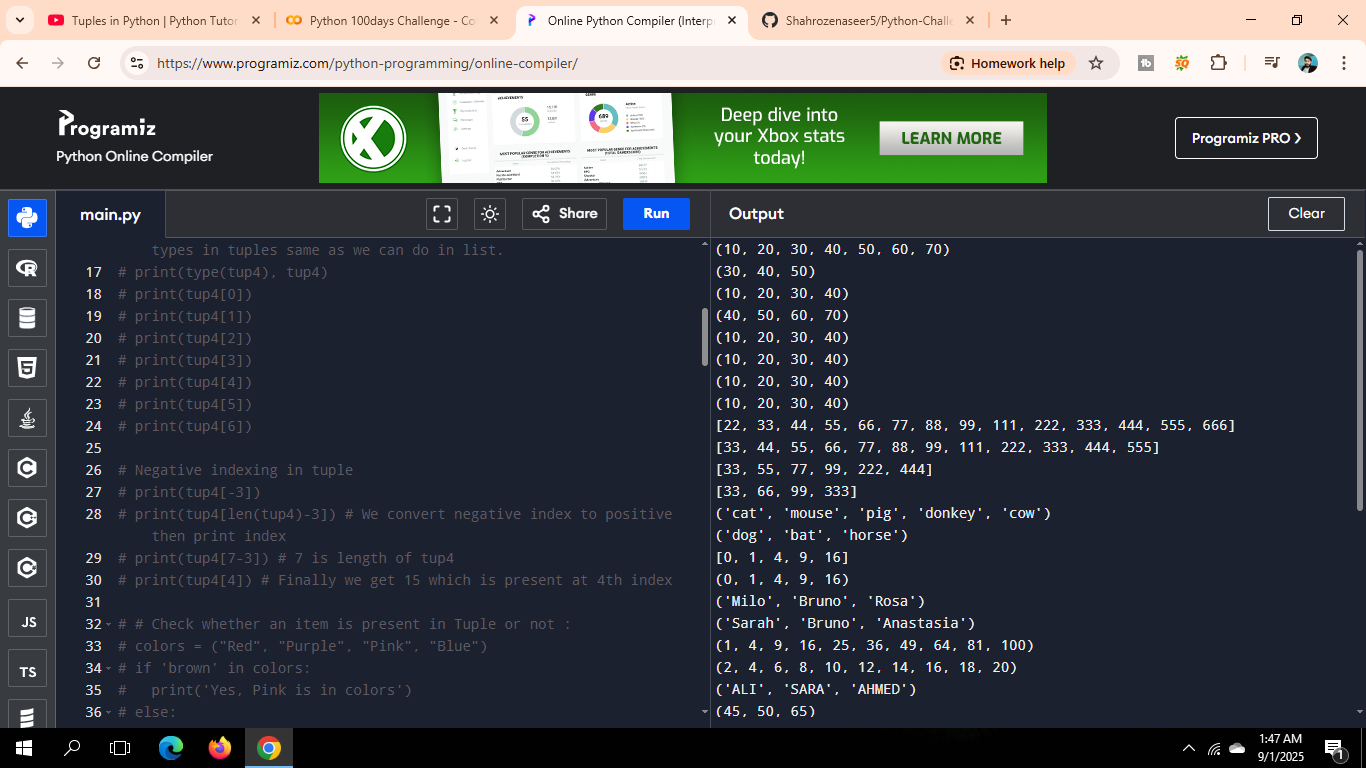 Tuples in Python | Python Tutor
Python 100days Challenge - Co
Online Python Compiler (Interp
Shahrozenaseer5/Python-Challe
https://www.programiz.com/python-programming/online-compiler/
Homework help
Programiz
Python Online Compiler
Deep dive into
your Xbox stats
today!
LEARN MORE
Programiz PRO >
main.py
Share
Run
Output
Clear
types in tuples same as we can do in list.
17 # print(type(tup4), tup4)
18 # print(tup4[0])
19 # print(tup4[1])
20 # print(tup4[2])
21 # print(tup4[3])
22 # print(tup4[4])
23 # print(tup4[5])
24 # print(tup4[6])
25
26 # Negative indexing in tuple
27 # print(tup4[-3])
28 # print(tup4[len(tup4)-3]) # We convert negative index to positive
then print index
29 # print(tup4[7-3]) # 7 is length of tup4
30 # print(tup4[4]) # Finally we get 15 which is present at 4th index
31
32 # # Check whether an item is present in Tuple or not :
33 # colors = ("Red", "Purple", "Pink", "Blue")
34 # if 'brown' in colors:
35 #   print('Yes, Pink is in colors')
36 # else:
(10, 20, 30, 40, 50, 60, 70)
(30, 40, 50)
(10, 20, 30, 40)
(40, 50, 60, 70)
(10, 20, 30, 40)
(10, 20, 30, 40)
(10, 20, 30, 40)
(10, 20, 30, 40)
[22, 33, 44, 55, 66, 77, 88, 99, 111, 222, 333, 444, 555, 666]
[33, 44, 55, 66, 77, 88, 99, 111, 222, 333, 444, 555]
[33, 55, 77, 99, 222, 444]
[33, 66, 99, 333]
('cat', 'mouse', 'pig', 'donkey', 'cow')
('dog', 'bat', 'horse')
[0, 1, 4, 9, 16]
(0, 1, 4, 9, 16)
('Milo', 'Bruno', 'Rosa')
('Sarah', 'Bruno', 'Anastasia')
(1, 4, 9, 16, 25, 36, 49, 64, 81, 100)
(2, 4, 6, 8, 10, 12, 14, 16, 18, 20)
('ALI', 'SARA', 'AHMED')
(45, 50, 65)
JS
TS
1:47 AM
9/1/2025
1